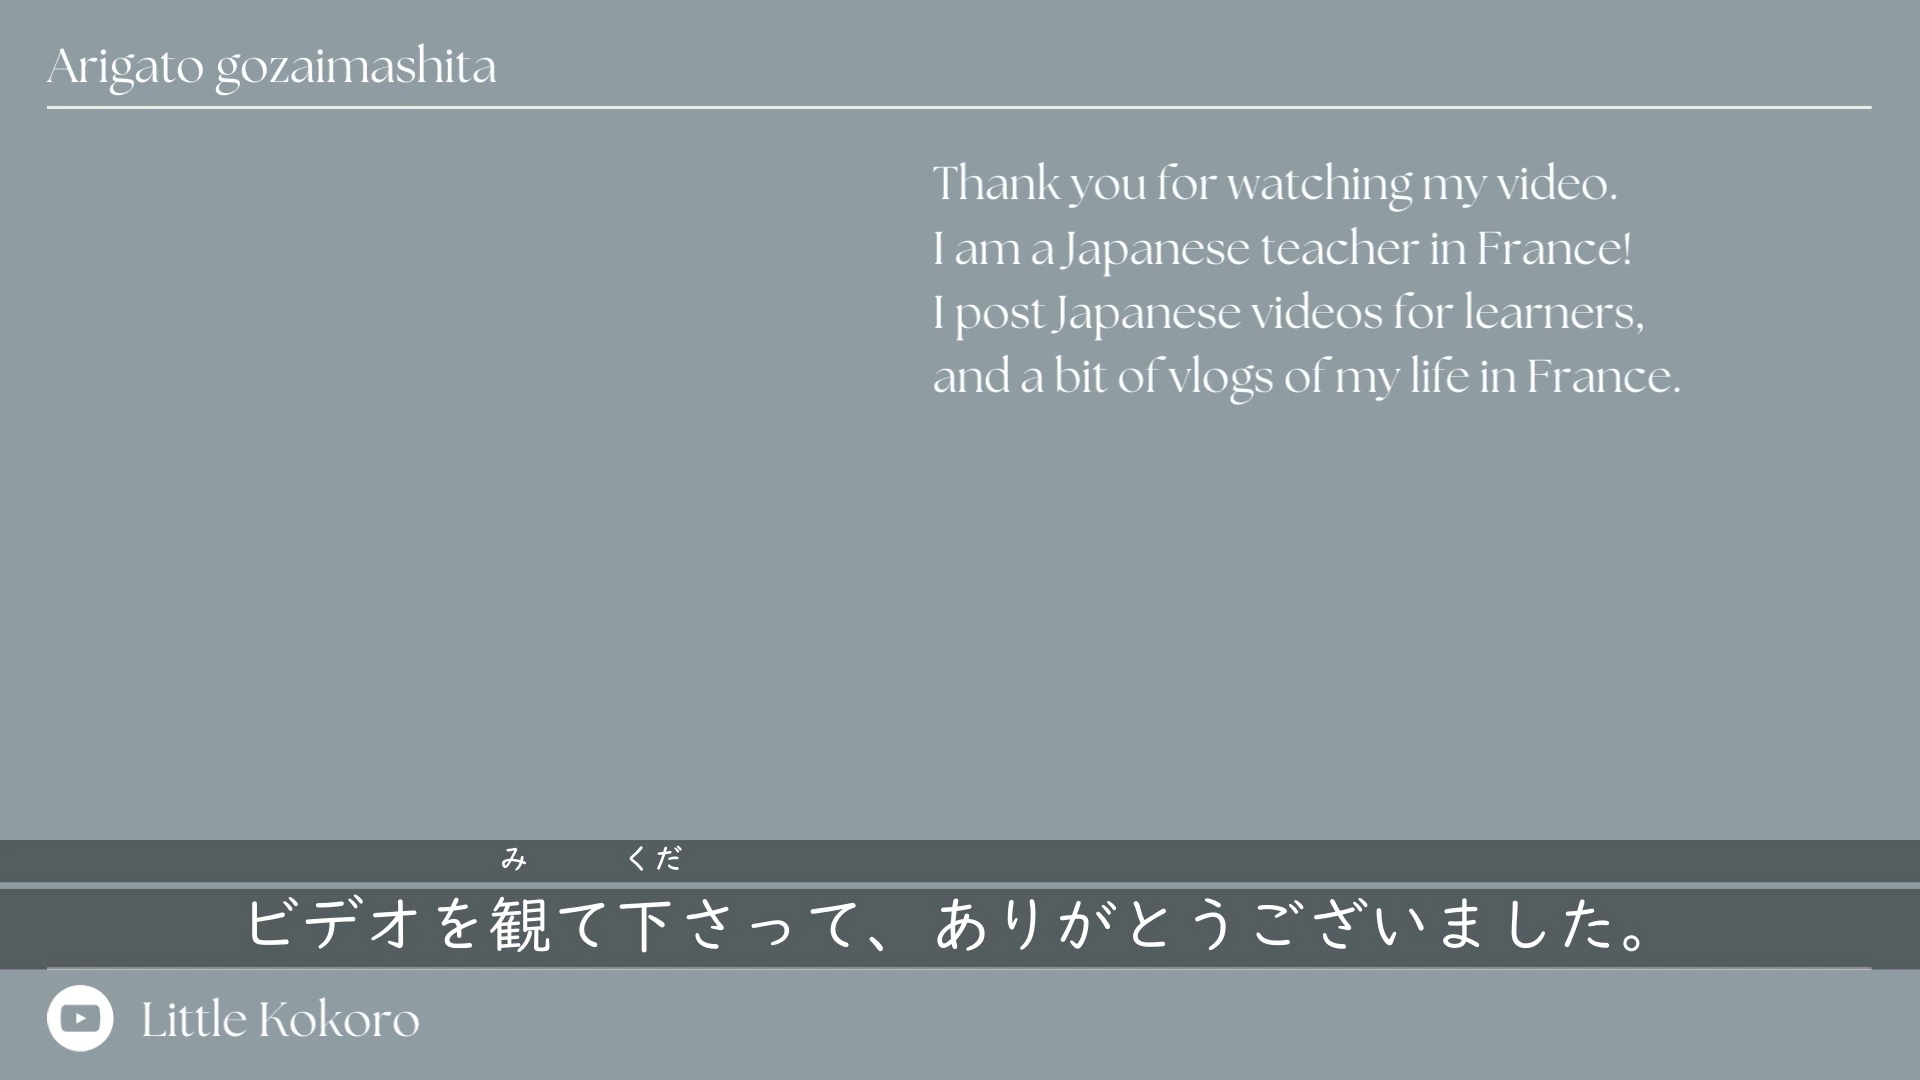 Arigato gozaimashita
Thank you for watching my video.
I am a Japanese teacher in France!
I post Japanese videos for learners,
and a bit of vlogs of my life in France.
み くだ
ビデオを観て下さって、ありがとうございました。
Little Kokoro